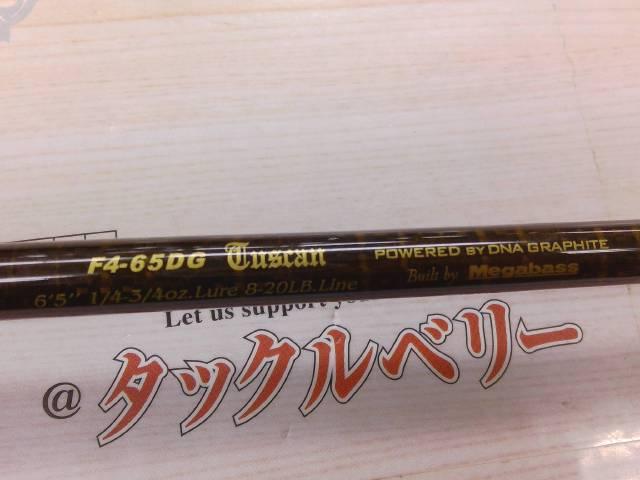 F4-65DG Tuscan POWERED BY DNA GRAPHITE
6'5" 1/4-3/4oz.Lure 8-20LB.Line Built by Megabass
Let us support
@タックルベリー